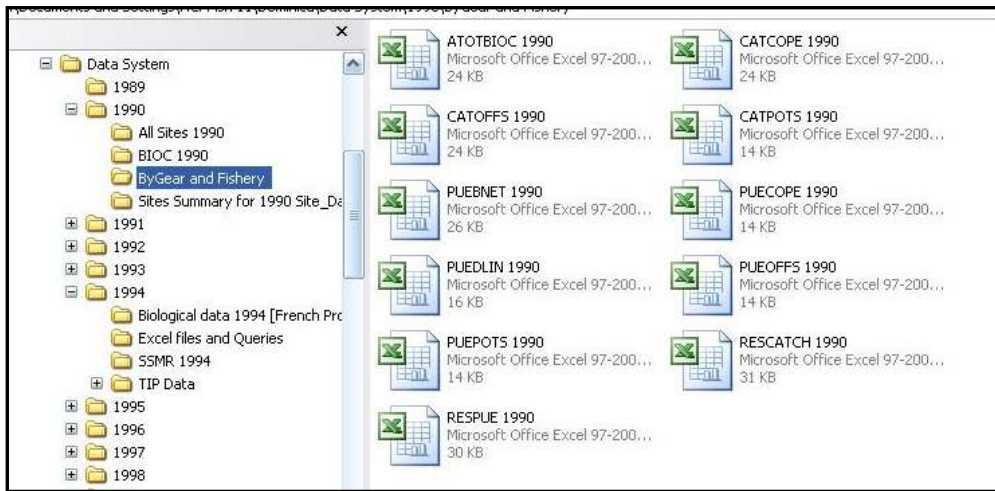 Data System
1989
1990
All Sites 1990
BIOC 1990
ByGear and Fishery
Sites Summary for 1990 Site_Da
1991
1992
1993
1994
Biological data 1994 [French Pro
Excel files and Queries
SSMR 1994
TIP Data
1995
1996
1997
1998
ATOTBIOC 1990
Microsoft Office Excel 97-200...
24 KB
CATCOPE 1990
Microsoft Office Excel 97-200...
24 KB
CATOFFS 1990
Microsoft Office Excel 97-200...
24 KB
CATPOTS 1990
Microsoft Office Excel 97-200...
14 KB
PUEBNET 1990
Microsoft Office Excel 97-200...
26 KB
PUECOPE 1990
Microsoft Office Excel 97-200...
14 KB
PUEDLIN 1990
Microsoft Office Excel 97-200...
16 KB
PUEOFFS 1990
Microsoft Office Excel 97-200...
14 KB
PUEPOTS 1990
Microsoft Office Excel 97-200...
14 KB
RESCATCH 1990
Microsoft Office Excel 97-200...
31 KB
RESPUE 1990
Microsoft Office Excel 97-200...
30 KB